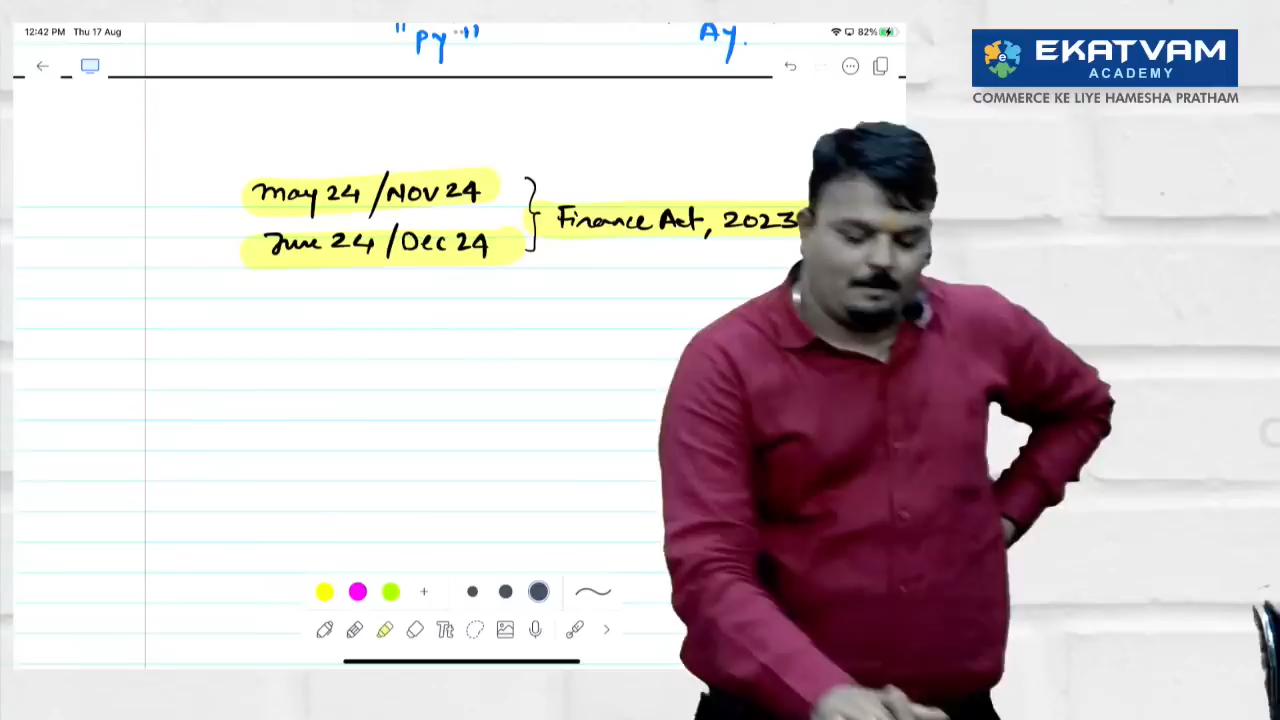 12:42 PM Thu 17 Aug
"PY" AY.
82%
EKATVAM
ACADEMY
COMMERCE KE LIYE HAMESHA PRATHAM
May 24 / Nov 24
June 24 / Dec 24
Finance Act, 2023
Tt